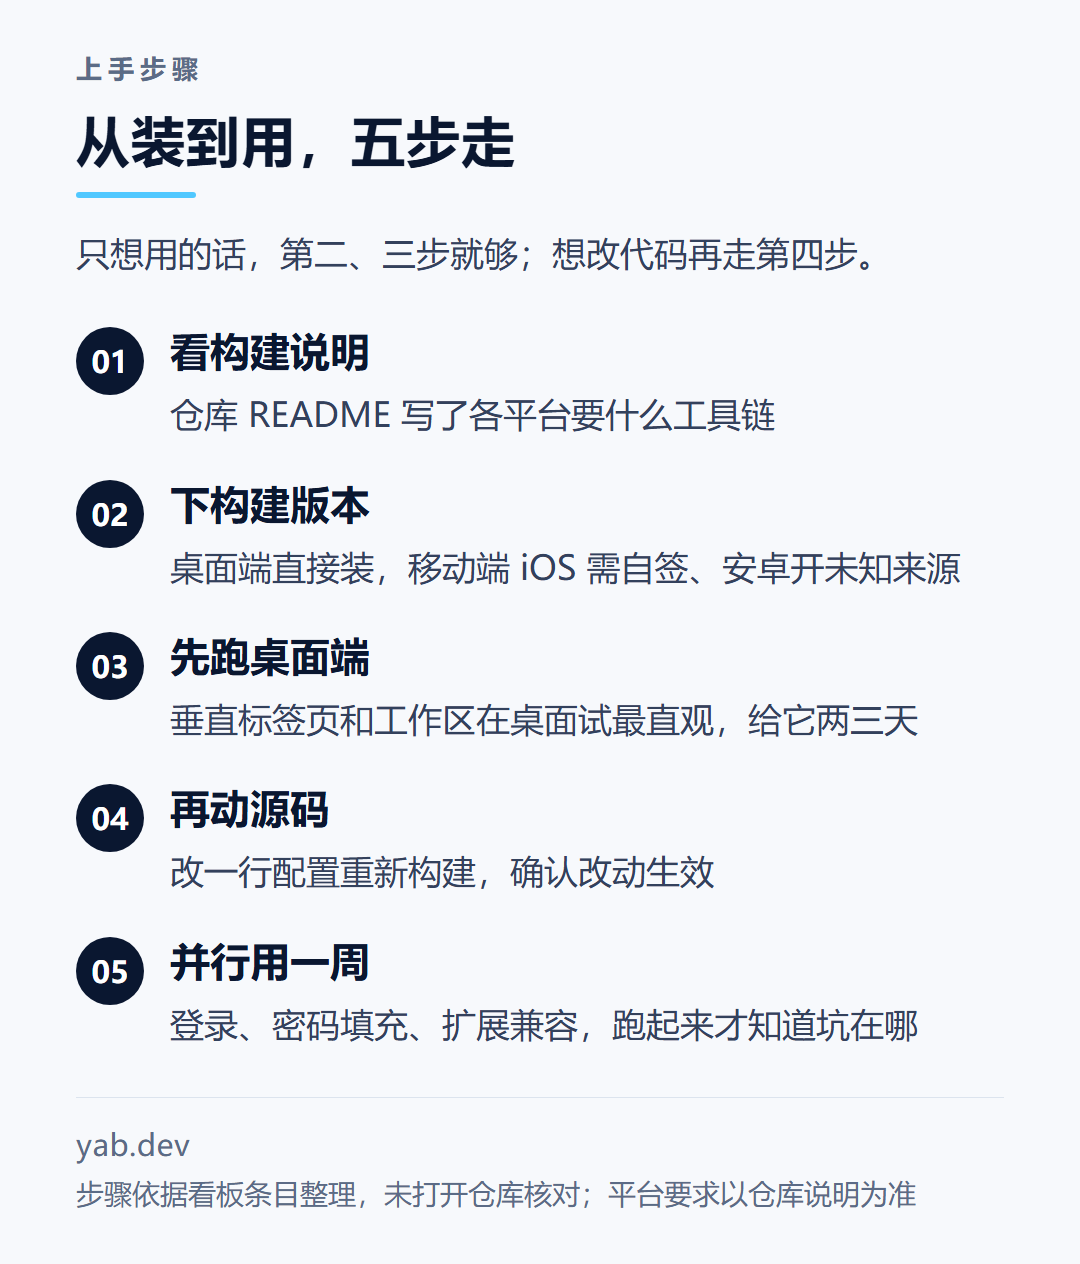 上手步骤
从装到用，五步走
只想用的话，第二、三步就够；想改代码再走第四步。
01
看构建说明
仓库 README 写了各平台要什么工具链
02
下构建版本
桌面端直接装，移动端 iOS 需自签、安卓开未知来源
03
先跑桌面端
垂直标签页和工作区在桌面试最直观，给它两三天
04
再动源码
改一行配置重新构建，确认改动生效
05
并行用一周
登录、密码填充、扩展兼容，跑起来才知道坑在哪
yab.dev
步骤依据看板条目整理，未打开仓库核对；平台要求以仓库说明为准